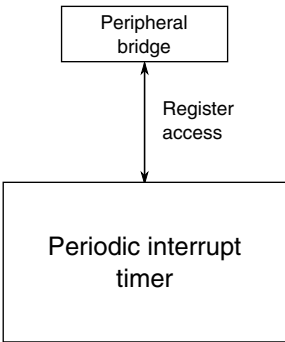 Peripheral
bridge
Register
access
Periodic interrupt
timer